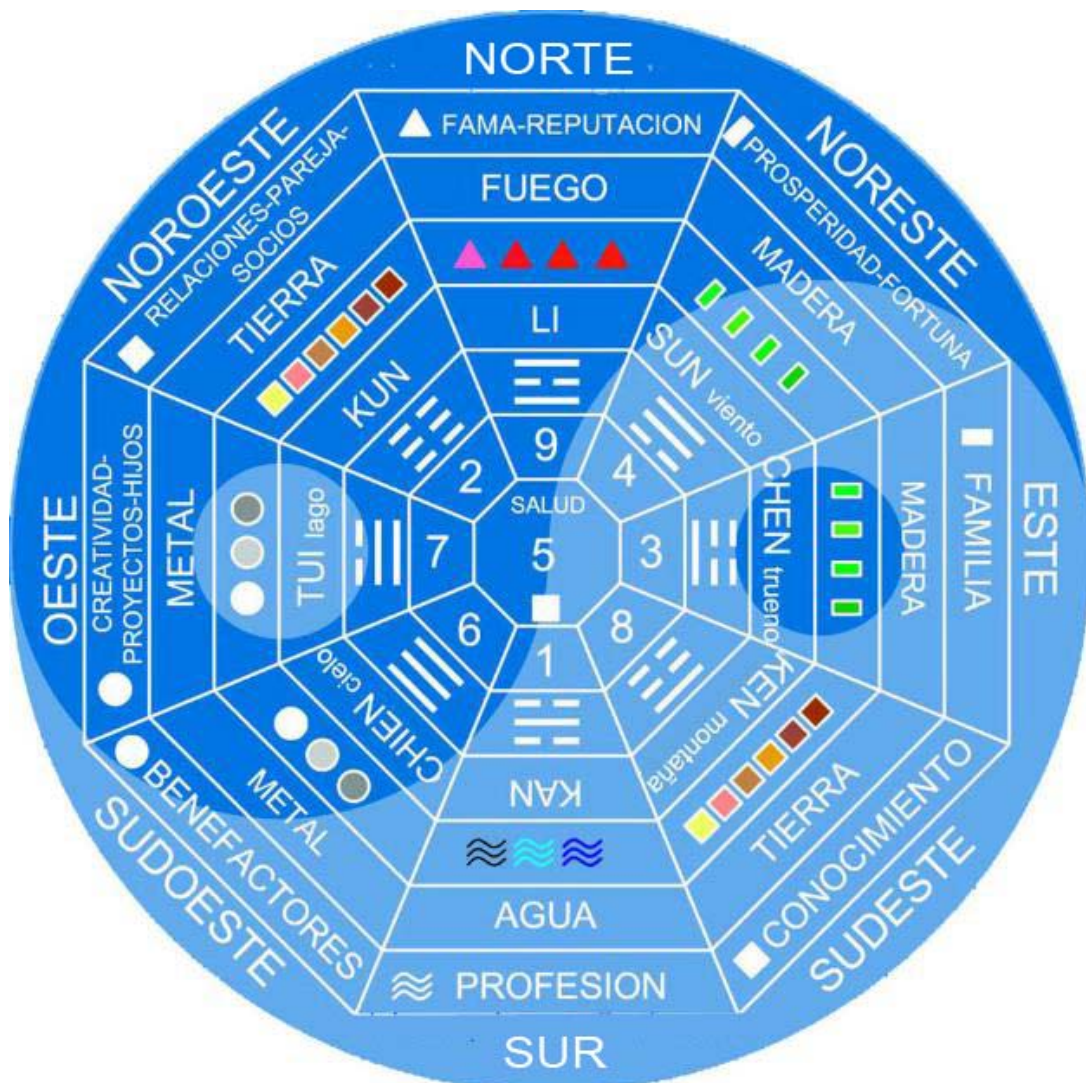 NORTE
FAMA-REPUTACION
FUEGO
LI
9
NORESTE
PROSPERIDAD-FORTUNA
MADERA
SUN viento
4
ESTE
FAMILIA
MADERA
CHEN trueno
3
SUDESTE
CONOCIMIENTO
TIERRA
KEN montaña
8
SUR
PROFESION
AGUA
KAN
1
SUDOESTE
BENEFACTORES
METAL
CHIEN cielo
6
OESTE
CREATIVIDAD-
PROYECTOS-HIJOS
METAL
TUI lago
7
NOROESTE
RELACIONES-PAREJA-
SOCIOS
TIERRA
KUN
2
SALUD
5